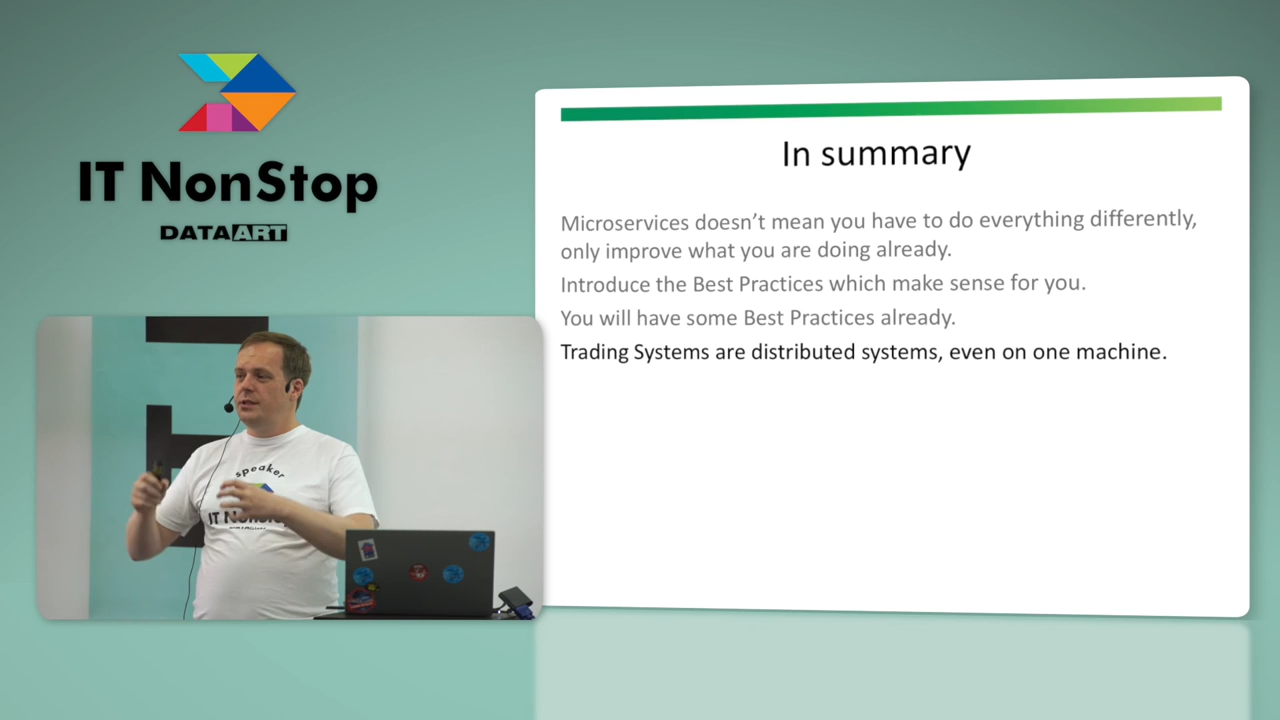 IT NonStop
DATAART
In summary
Microservices doesn't mean you have to do everything differently,
only improve what you are doing already.
Introduce the Best Practices which make sense for you.
You will have some Best Practices already.
Trading Systems are distributed systems, even on one machine.
speaker
IT NonStop